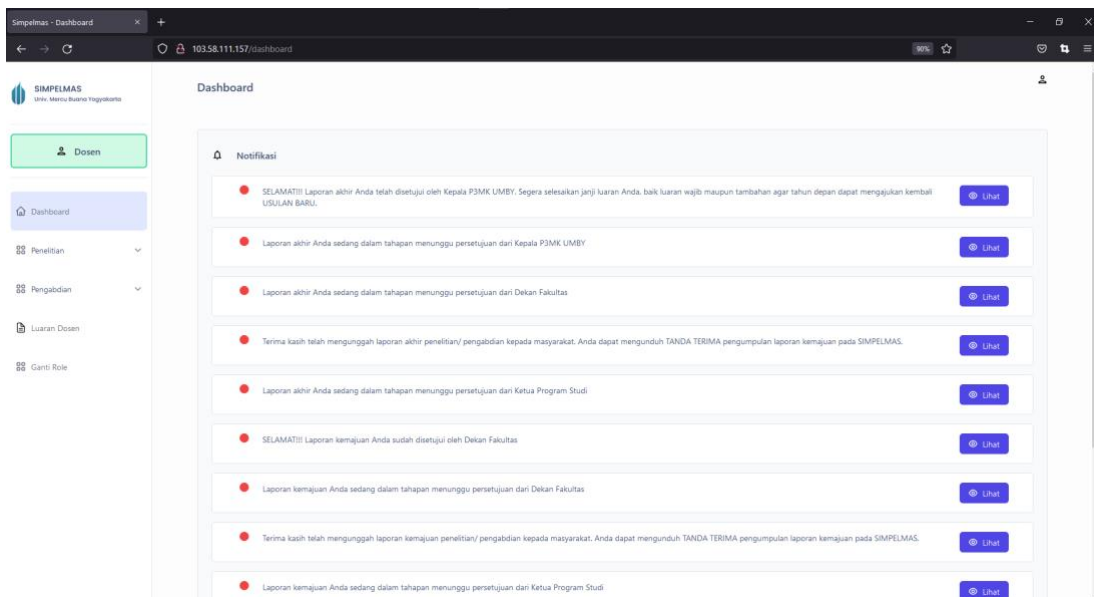 Simpelmas - Dashboard
103.58.111.157/dashboard
90%
SIMPELMAS
Univ. Mercu Buana Yogyakarta
Dosen
Dashboard
Penelitian
Pengabdian
Luaran Dosen
Ganti Role
Dashboard
Notifikasi
SELAMAT!!! Laporan akhir Anda telah disetujui oleh Kepala P3MK UMBY. Segera selesaikan janji luaran Anda, baik luaran wajib maupun tambahan agar tahun depan dapat mengajukan kembali
USULAN BARU.
Lihat
Laporan akhir Anda sedang dalam tahapan menunggu persetujuan dari Kepala P3MK UMBY
Lihat
Laporan akhir Anda sedang dalam tahapan menunggu persetujuan dari Dekan Fakultas
Lihat
Terima kasih telah mengunggah laporan akhir penelitian/ pengabdian kepada masyarakat. Anda dapat mengunduh TANDA TERIMA pengumpulan laporan kemajuan pada SIMPELMAS.
Lihat
Laporan akhir Anda sedang dalam tahapan menunggu persetujuan dari Ketua Program Studi
Lihat
SELAMAT!!! Laporan kemajuan Anda sudah disetujui oleh Dekan Fakultas
Lihat
Laporan kemajuan Anda sedang dalam tahapan menunggu persetujuan dari Dekan Fakultas
Lihat
Terima kasih telah mengunggah laporan kemajuan penelitian/ pengabdian kepada masyarakat. Anda dapat mengunduh TANDA TERIMA pengumpulan laporan kemajuan pada SIMPELMAS.
Lihat
Laporan kemajuan Anda sedang dalam tahapan menunggu persetujuan dari Ketua Program Studi
Lihat